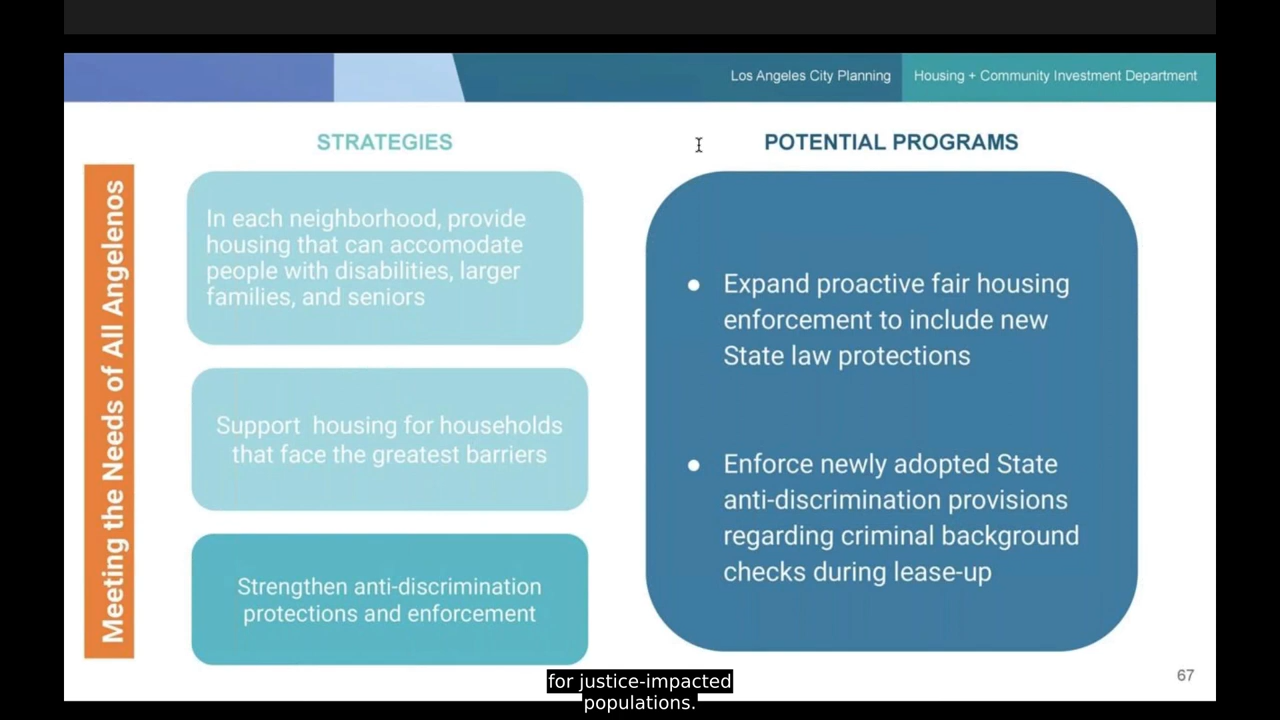 Los Angeles City Planning
Housing + Community Investment Department
STRATEGIES
POTENTIAL PROGRAMS
Meeting the Needs of All Angelenos
In each neighborhood, provide
housing that can accomodate
people with disabilities, larger
families, and seniors
Support housing for households
that face the greatest barriers
Strengthen anti-discrimination
protections and enforcement
● Expand proactive fair housing
enforcement to include new
State law protections
● Enforce newly adopted State
anti-discrimination provisions
regarding criminal background
checks during lease-up
67
for justice-impacted
populations.